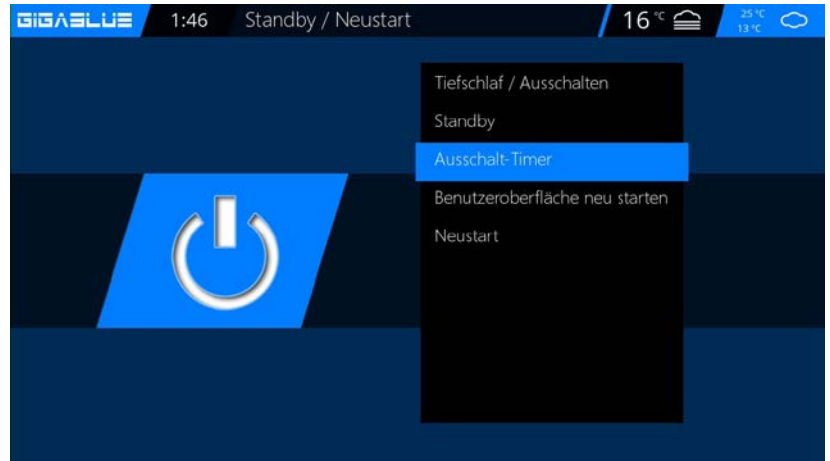 GIGABLUE 1:46 Standby / Neustart 16 °C 25 °C
13 °C
Tiefschlaf / Ausschalten
Standby
Ausschalt-Timer
Benutzeroberfläche neu starten
Neustart